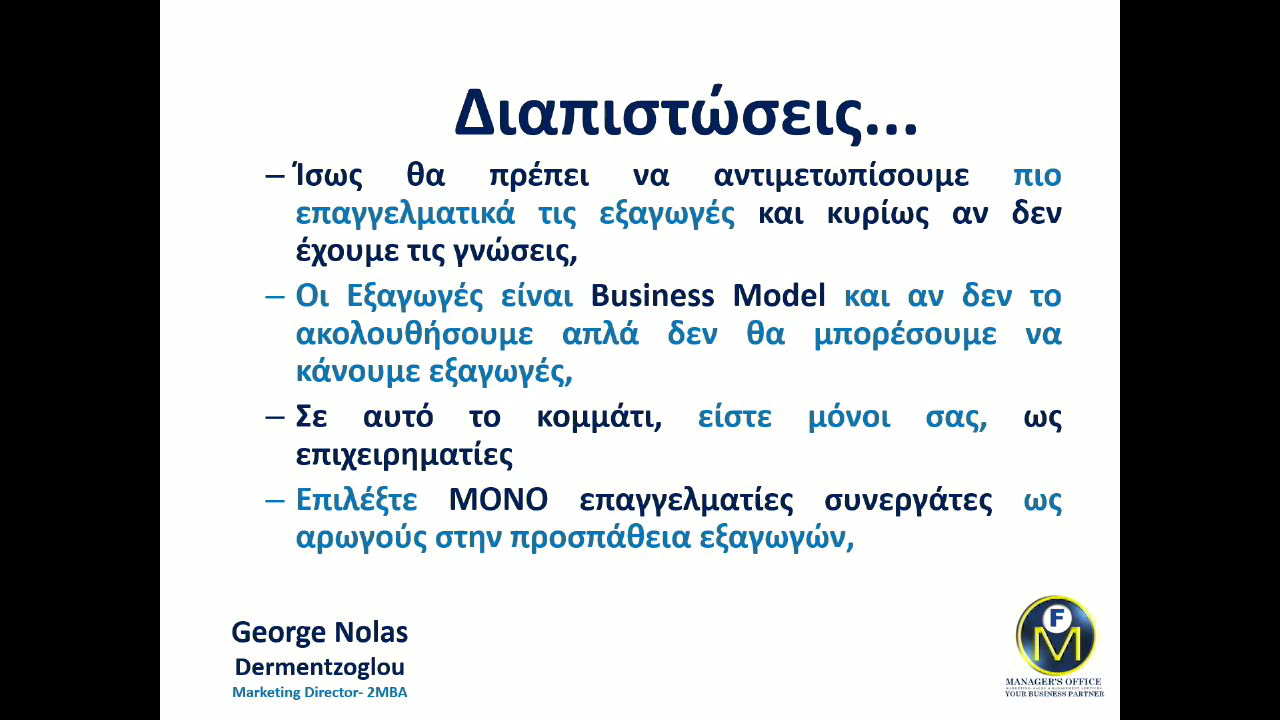 Διαπιστώσεις...
– Ίσως θα πρέπει να αντιμετωπίσουμε πιο
επαγγελματικά τις εξαγωγές και κυρίως αν δεν
έχουμε τις γνώσεις,
– Οι Εξαγωγές είναι Business Model και αν δεν το
ακολουθήσουμε απλά δεν θα μπορέσουμε να
κάνουμε εξαγωγές,
– Σε αυτό το κομμάτι, είστε μόνοι σας, ως
επιχειρηματίες
– Επιλέξτε ΜΟΝΟ επαγγελματίες συνεργάτες ως
αρωγούς στην προσπάθεια εξαγωγών,
George Nolas
Dermentzoglou
Marketing Director- 2MBA
F
M
MANAGER'S OFFICE
YOUR BUSINESS PARTNER